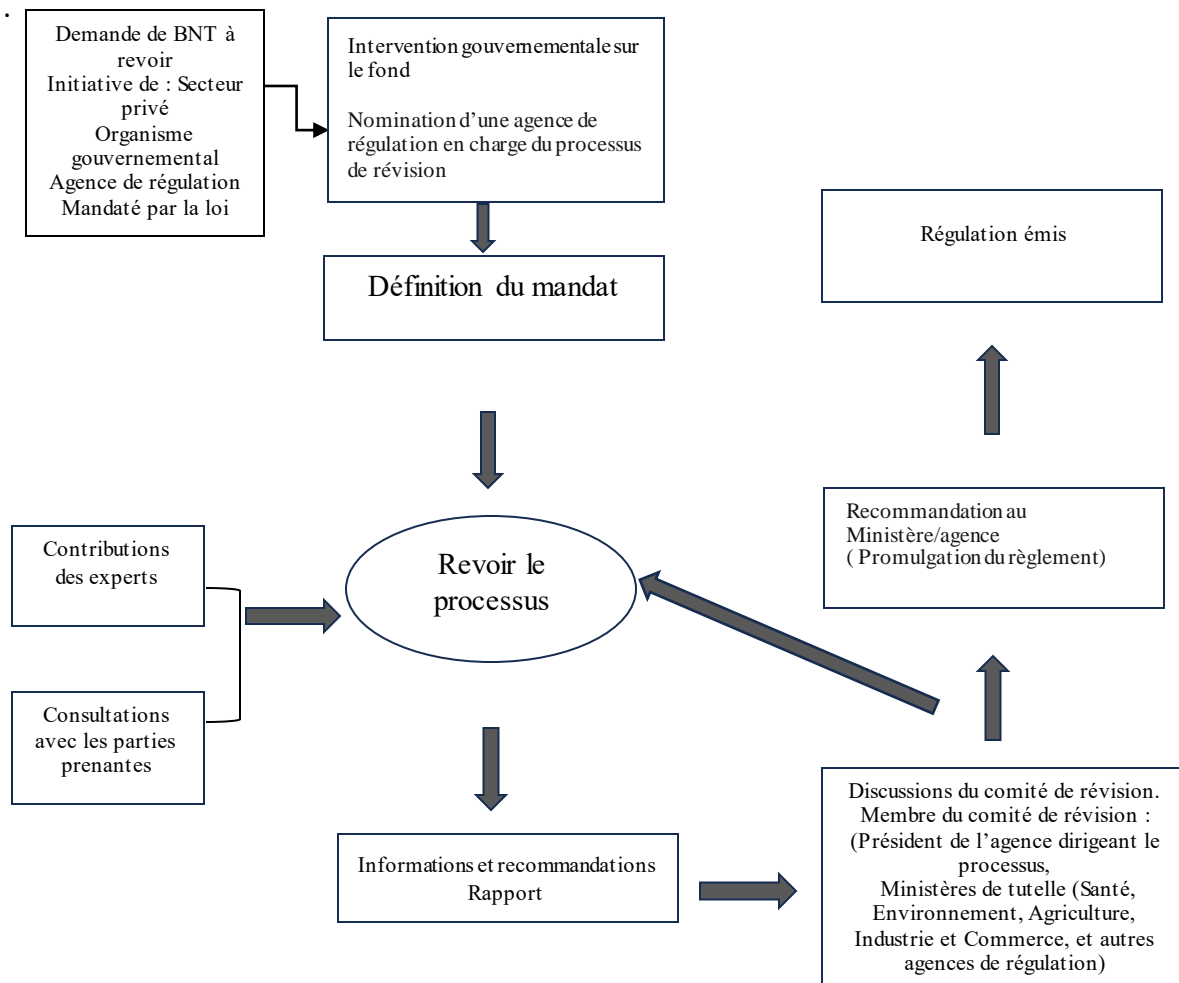 .
Demande de BNT à
revoir
Initiative de : Secteur
privé
Organisme
gouvernemental
Agence de régulation
Mandaté par la loi
Intervention gouvernementale sur
le fond
Nomination d’une agence de
régulation en charge du processus
de révision
Définition du mandat
Revoir le
processus
Contributions
des experts
Consultations
avec les parties
prenantes
Informations et recommandations
Rapport
Discussions du comité de révision.
Membre du comité de révision :
(Président de l’agence dirigeant le
processus,
Ministères de tutelle (Santé,
Environnement, Agriculture,
Industrie et Commerce, et autres
agences de régulation)
Recommandation au
Ministère/agence
( Promulgation du règlement)
Régulation émis